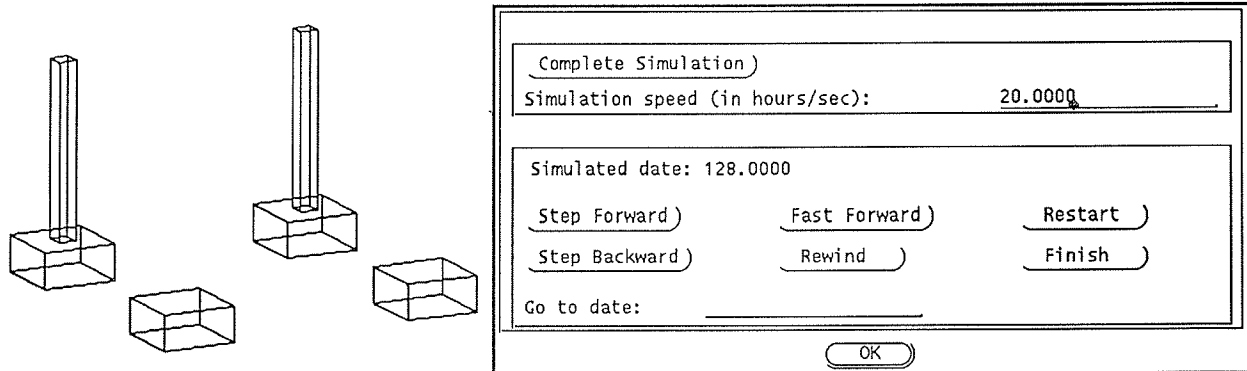 Complete Simulation
Simulation speed (in hours/sec): 20.0000
Simulated date: 128.0000
Step Forward Fast Forward Restart
Step Backward Rewind Finish
Go to date:
OK